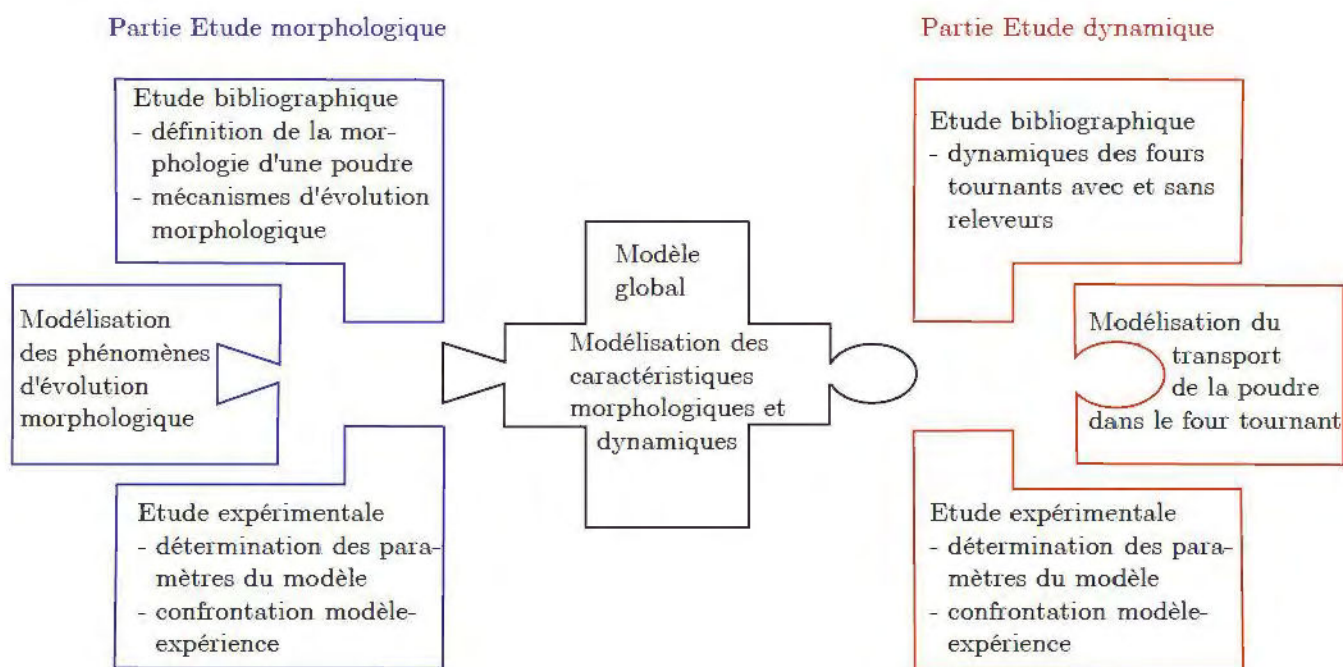 Partie Etude morphologique
Etude bibliographique
- définition de la mor-
phologie d'une poudre
- mécanismes d'évolution
morphologique
Modélisation
des phénomènes
d'évolution
morphologique
Etude expérimentale
- détermination des para-
mètres du modèle
- confrontation modèle-
expérience
Modèle
global
Modélisation des
caractéristiques
morphologiques et
dynamiques
Partie Etude dynamique
Etude bibliographique
- dynamiques des fours
tournants avec et sans
releveurs
Modélisation du
transport
de la poudre
dans le four tournant
Etude expérimentale
- détermination des para-
mètres du modèle
- confrontation modèle-
expérience